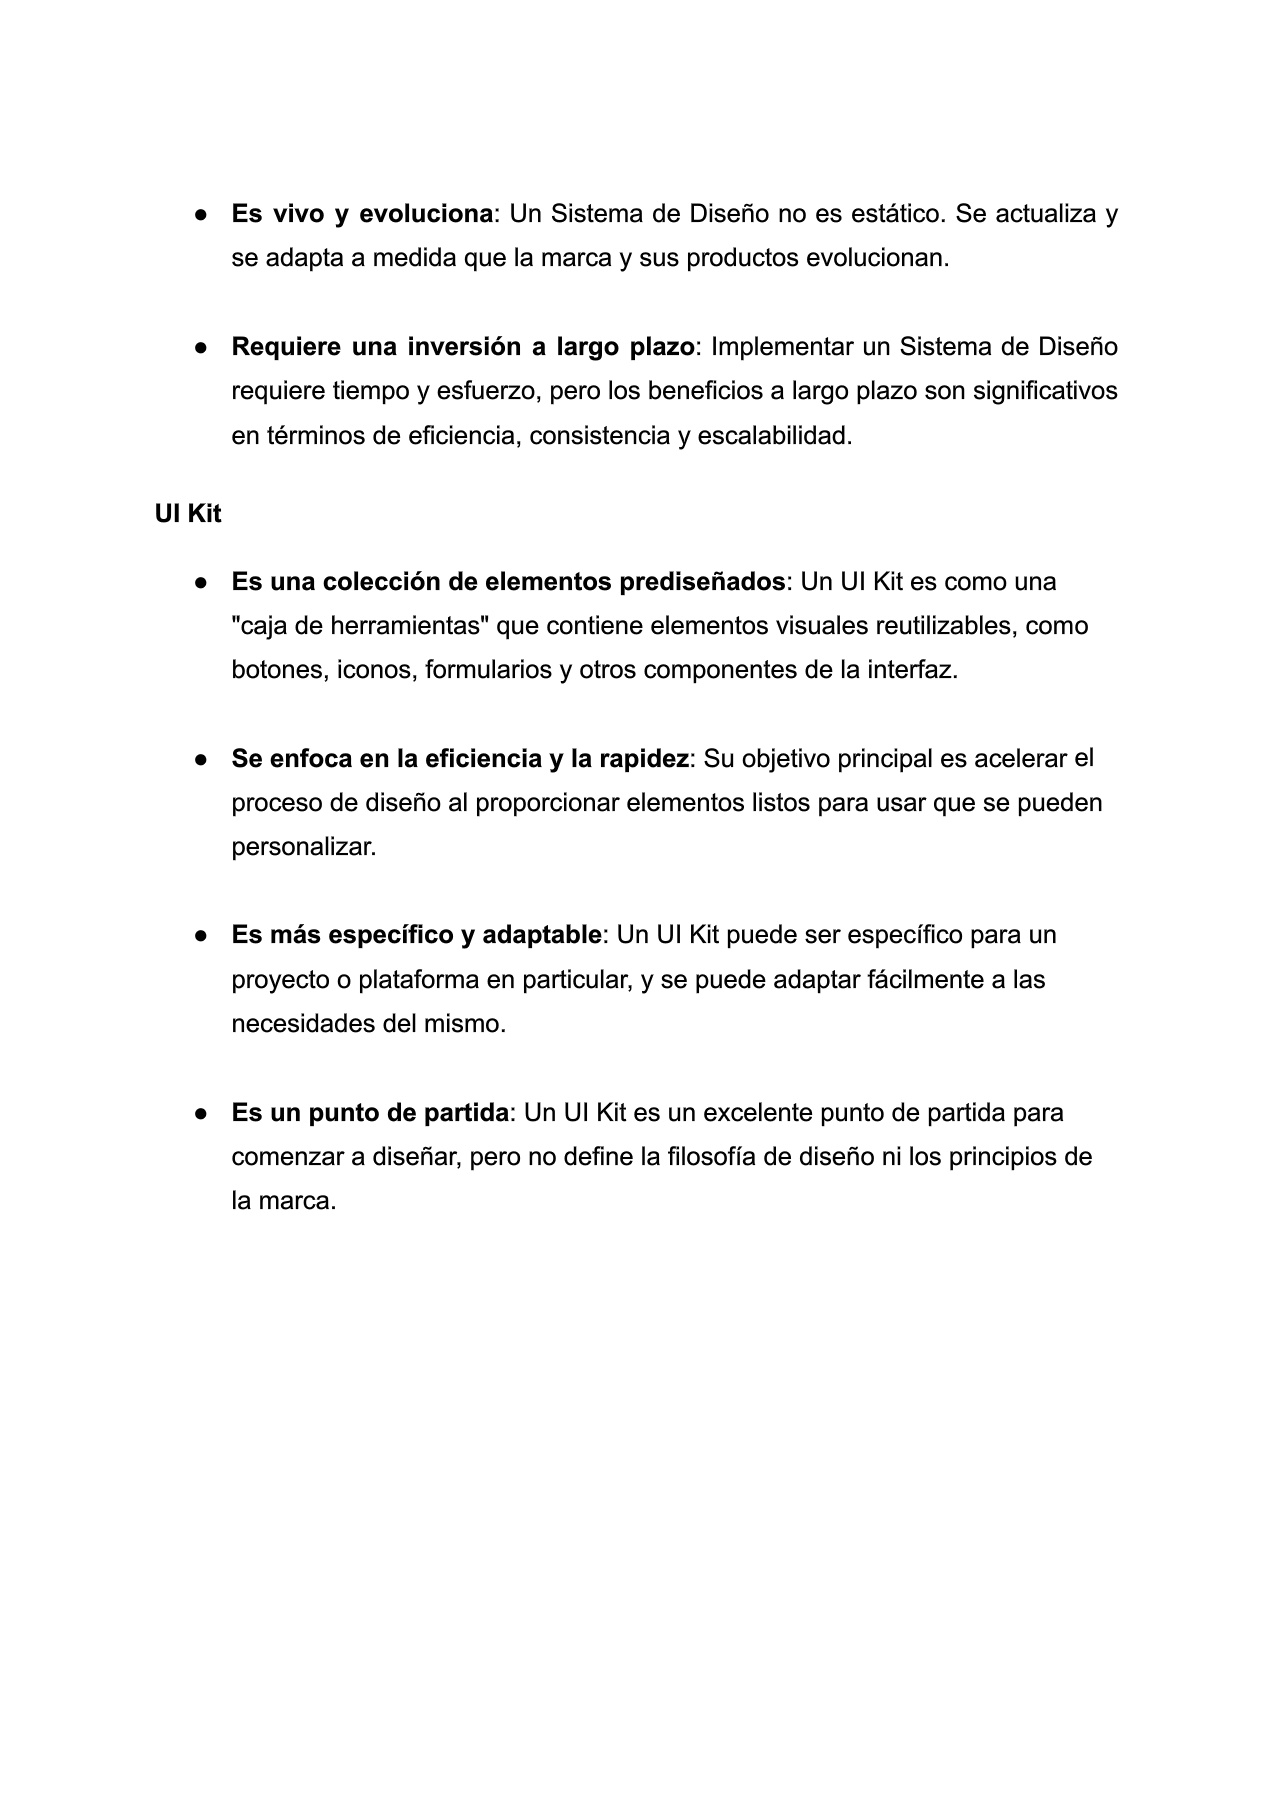 ● Es vivo y evoluciona: Un Sistema de Diseño no es estático. Se actualiza y
se adapta a medida que la marca y sus productos evolucionan.
● Requiere una inversión a largo plazo: Implementar un Sistema de Diseño
requiere tiempo y esfuerzo, pero los beneficios a largo plazo son significativos
en términos de eficiencia, consistencia y escalabilidad.
UI Kit
● Es una colección de elementos prediseñados: Un UI Kit es como una
"caja de herramientas" que contiene elementos visuales reutilizables, como
botones, iconos, formularios y otros componentes de la interfaz.
● Se enfoca en la eficiencia y la rapidez: Su objetivo principal es acelerar el
proceso de diseño al proporcionar elementos listos para usar que se pueden
personalizar.
● Es más específico y adaptable: Un UI Kit puede ser específico para un
proyecto o plataforma en particular, y se puede adaptar fácilmente a las
necesidades del mismo.
● Es un punto de partida: Un UI Kit es un excelente punto de partida para
comenzar a diseñar, pero no define la filosofía de diseño ni los principios de
la marca.